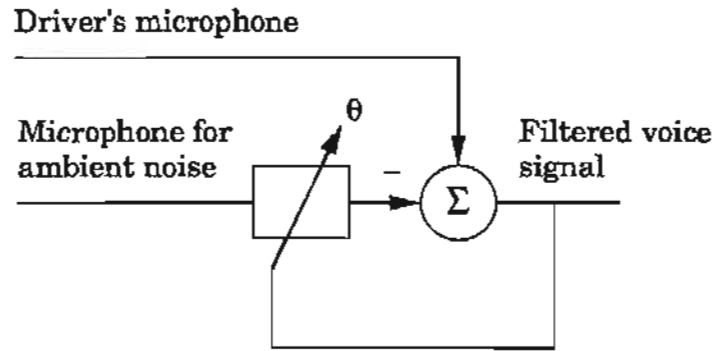 Driver's microphone
θ
Microphone for
ambient noise
−
Σ
Filtered voice
signal